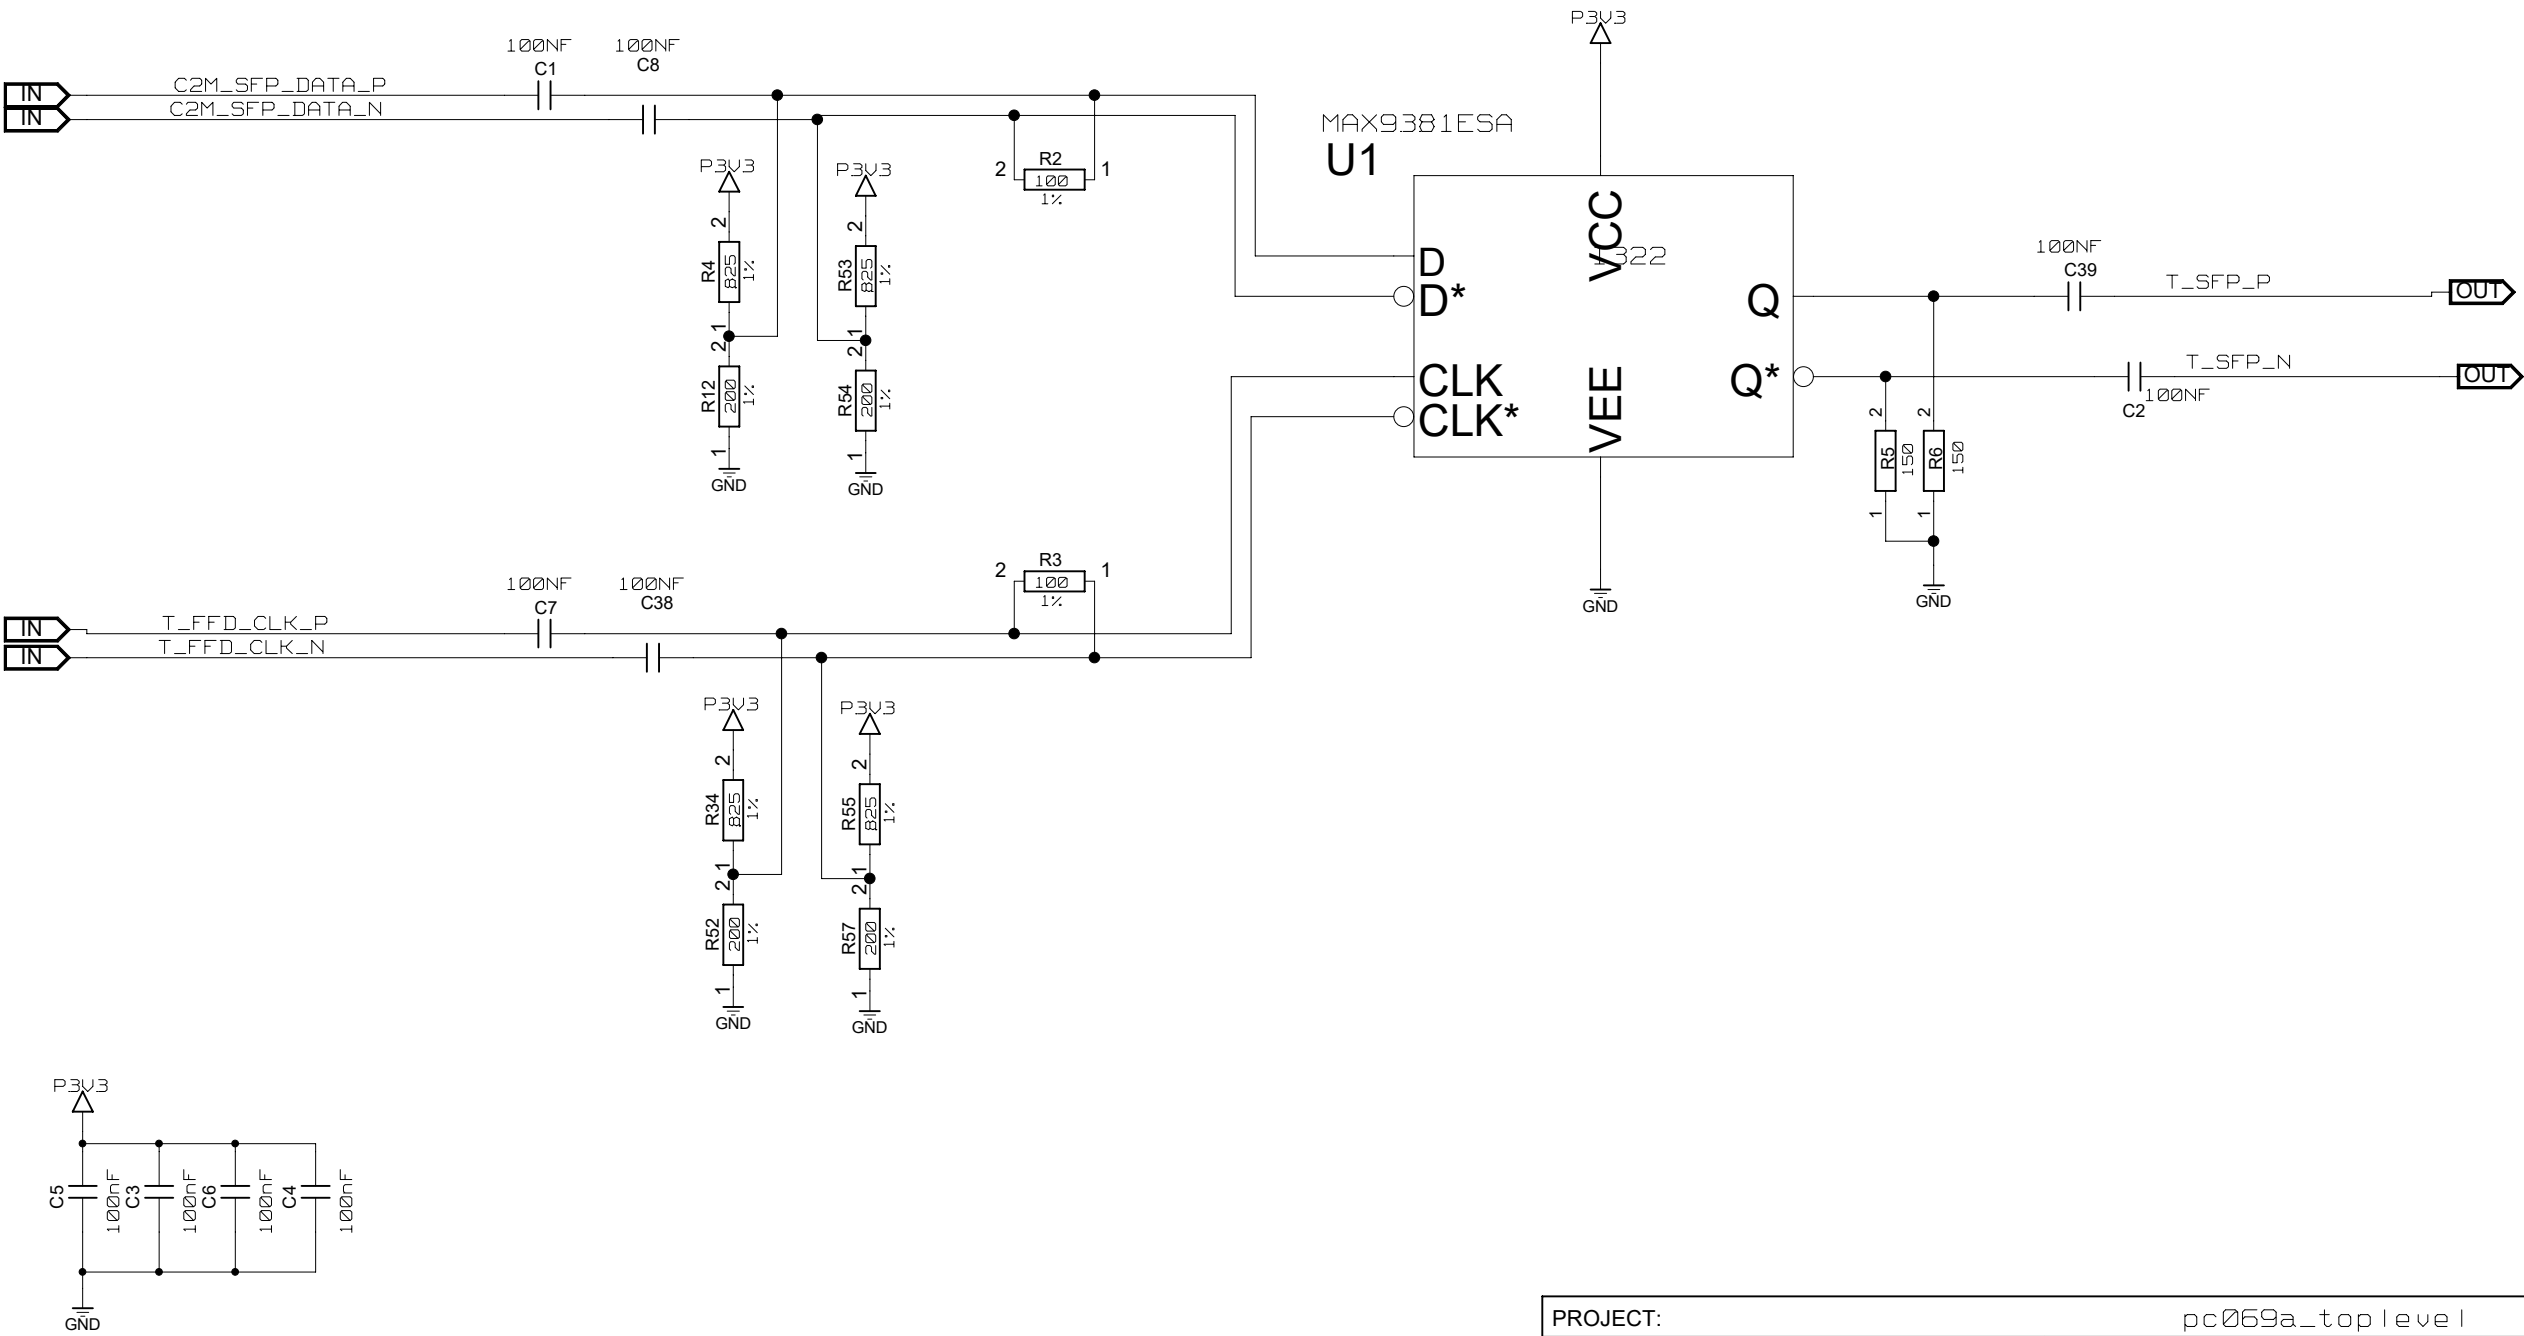 P3V3
100NF 100NF
C1 C8
IN C2M_SFP_DATA_P
IN C2M_SFP_DATA_N
MAX9381ESA
U1
P3V3 P3V3
2 R2 1
100
1%
2 2
R4 825 1%
R53 825 1%
1 1
2 2
R12 200 1%
R54 200 1%
1 1
GND GND
VCC
1322
D
D*
CLK
CLK*
VEE
Q
Q*
GND
100NF
C39
T_SFP_P OUT
T_SFP_N OUT
C2 100NF
2 2
R5 150
R6 150
1 1
GND
2 R3 1
100
1%
100NF 100NF
C7 C38
IN T_FFD_CLK_P
IN T_FFD_CLK_N
P3V3 P3V3
2 2
R34 825 1%
R55 825 1%
1 1
2 2
R52 200 1%
R57 200 1%
1 1
GND GND
P3V3
C5 100nF C3 100nF C6 100nF C4 100nF
GND
PROJECT: pc069a_toplevel